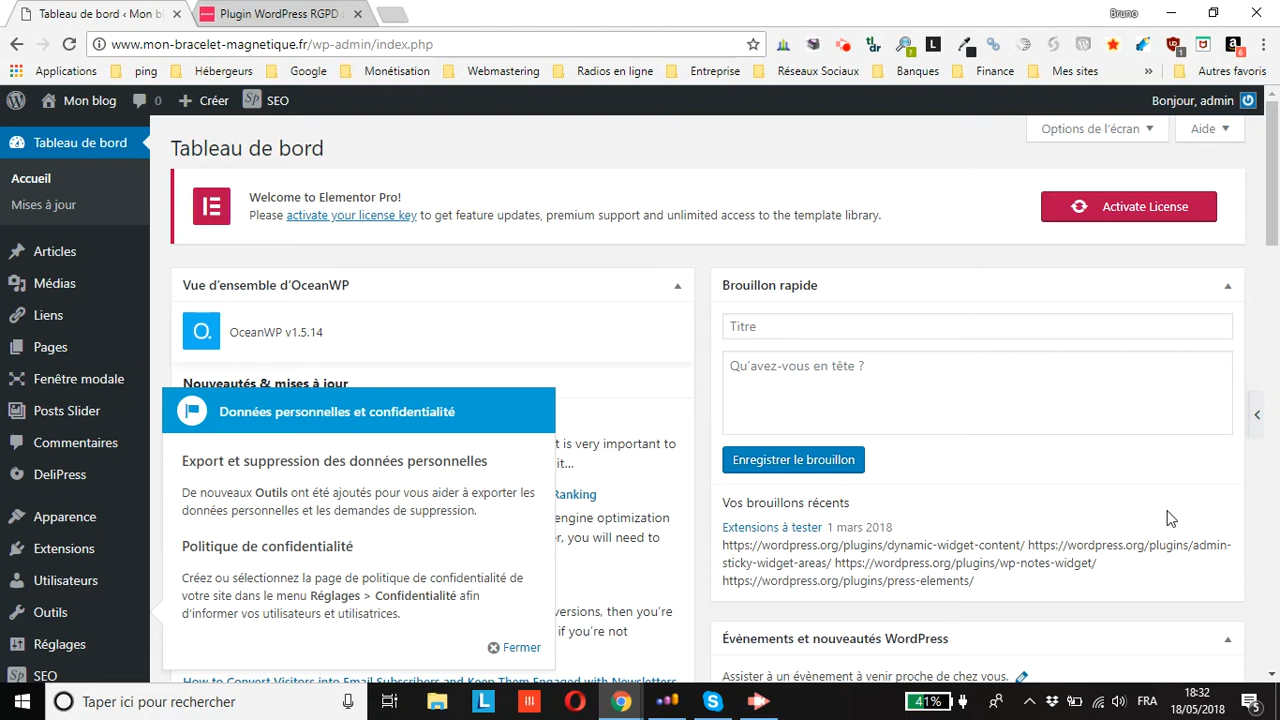 Tableau de bord ‹ Mon bl
Plugin WordPress RGPD
Bruno
www.mon-bracelet-magnetique.fr/wp-admin/index.php
tl;dr
L
1
6
Applications
ping
Hébergeurs
Google
Monétisation
Webmastering
Radios en ligne
Entreprise
Réseaux Sociaux
Banques
Finance
Mes sites
»
Autres favoris
Mon blog
0
Créer
Sp
SEO
Bonjour, admin
Tableau de bord
Accueil
Mises à jour
Articles
Médias
Liens
Pages
Fenêtre modale
Posts Slider
Commentaires
DeliPress
Apparence
Extensions
Utilisateurs
Outils
Réglages
SEO
Options de l'écran
Aide
Tableau de bord
Welcome to Elementor Pro!
Please activate your license key to get feature updates, premium support and unlimited access to the template library.
Activate License
Vue d'ensemble d'OceanWP
O.
OceanWP v1.5.14
Nouveautés & mises à jour
t is very important to
it…
Ranking
engine optimization
r, you will need to
versions, then you're
if you're not
How to Convert Visitors into Email Subscribers and Keep Them Engaged with Newsletters
Données personnelles et confidentialité
Export et suppression des données personnelles
De nouveaux Outils ont été ajoutés pour vous aider à exporter les
données personnelles et les demandes de suppression.
Politique de confidentialité
Créez ou sélectionnez la page de politique de confidentialité de
votre site dans le menu Réglages > Confidentialité afin
d'informer vos utilisateurs et utilisatrices.
Fermer
Brouillon rapide
Titre
Qu'avez-vous en tête ?
Enregistrer le brouillon
Vos brouillons récents
Extensions à tester 1 mars 2018
https://wordpress.org/plugins/dynamic-widget-content/ https://wordpress.org/plugins/admin-
sticky-widget-areas/ https://wordpress.org/plugins/wp-notes-widget/
https://wordpress.org/plugins/press-elements/
Évènements et nouveautés WordPress
Assister à un évènement à venir proche de chez vous.
Taper ici pour rechercher
L
41%
FRA
18:32
18/05/2018
5